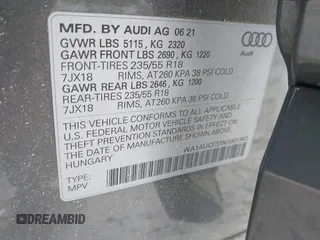 MFD. BY AUDI AG 06 21
GVWR LBS 5115, KG 2320
GAWR FRONT LBS 2690, KG 1220
FRONT-TIRES 235/55 R18
7JX18 RIMS, AT260 KPA 38 PSI COLD
GAWR REAR LBS 2646, KG 1200
REAR-TIRES 235/55 R18
7JX18 RIMS, AT260 KPA 38 PSI COLD
THIS VEHICLE CONFORMS TO ALL APPLICABLE
U.S. FEDERAL MOTOR VEHICLE SAFETY
STANDARDS, BUMPER STANDARDS, AND
THEFT PREVENTION STANDARDS IN EFFECT
ON THE DATE OF MANUFACTURE SHOWN ABOVE
HUNGARY
TYPE:
MPV
DREAMBID